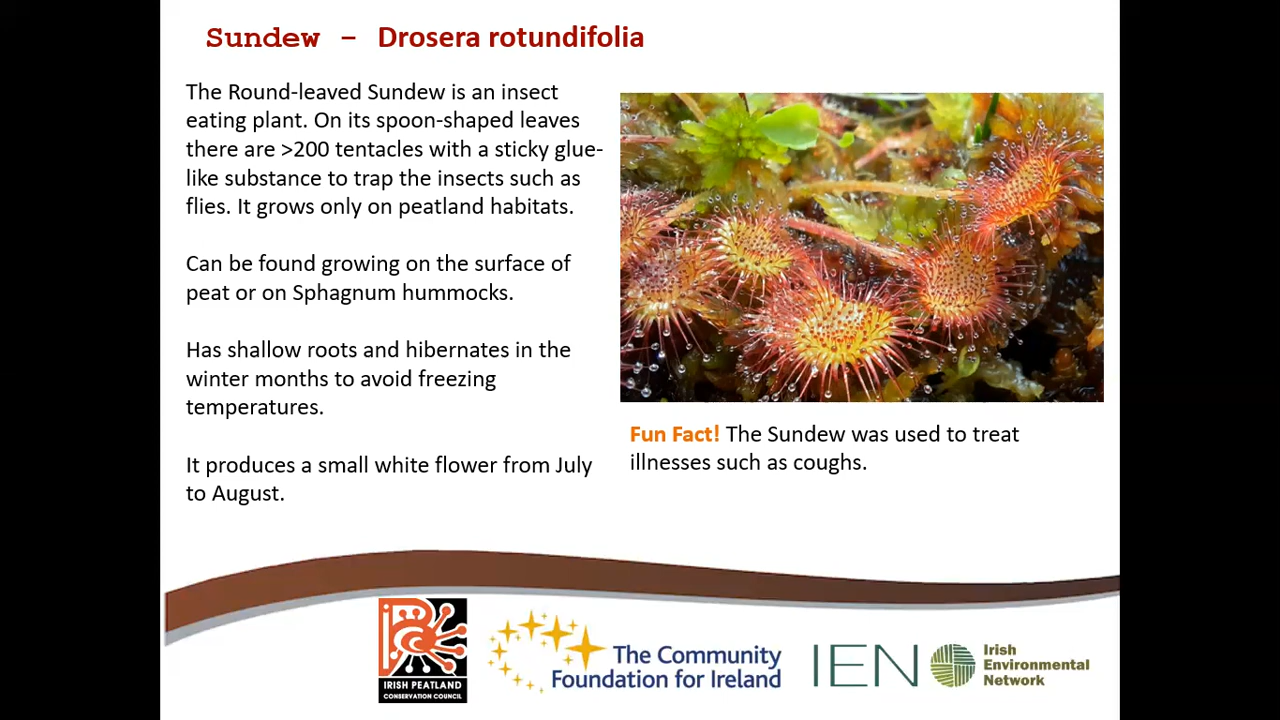 Sundew – Drosera rotundifolia
The Round-leaved Sundew is an insect
eating plant. On its spoon-shaped leaves
there are >200 tentacles with a sticky glue-
like substance to trap the insects such as
flies. It grows only on peatland habitats.
Can be found growing on the surface of
peat or on Sphagnum hummocks.
Has shallow roots and hibernates in the
winter months to avoid freezing
temperatures.
It produces a small white flower from July
to August.
Fun Fact! The Sundew was used to treat
illnesses such as coughs.
IRISH PEATLAND
CONSERVATION COUNCIL
The Community
Foundation for Ireland
IEN
Irish
Environmental
Network